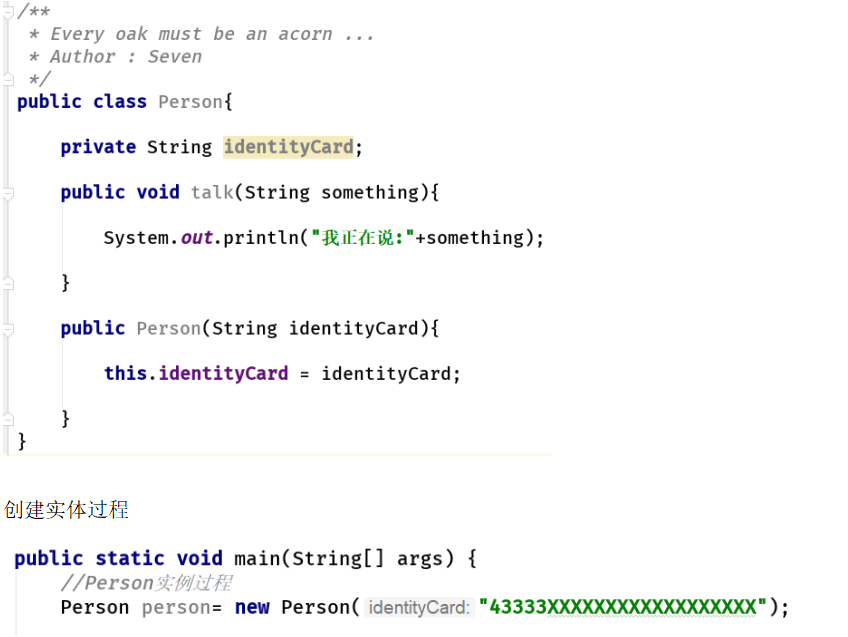 /**
* Every oak must be an acorn ...
* Author : Seven
*/
public class Person{
private String identityCard;
public void talk(String something){
System.out.println("我正在说:"+something);
}
public Person(String identityCard){
this.identityCard = identityCard;
}
}
创建实体过程
public static void main(String[] args) {
//Person实例过程
Person person= new Person( identityCard: "43333XXXXXXXXXXXXXXXXXX");